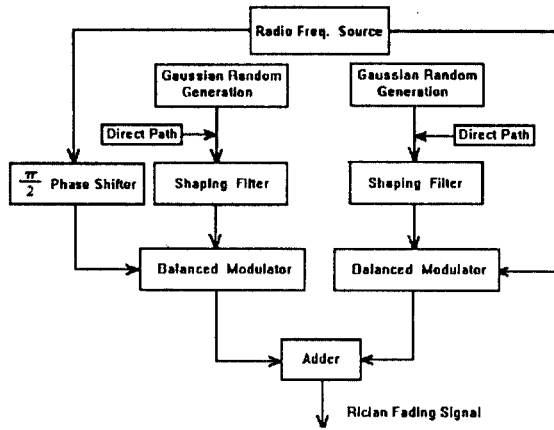 Radio Freq. Source
Gaussian Random
Generation
Gaussian Random
Generation
Direct Path
Direct Path
π/2 Phase Shifter
Shaping Filter
Shaping Filter
Balanced Modulator
Balanced Modulator
Adder
Rician Fading Signal